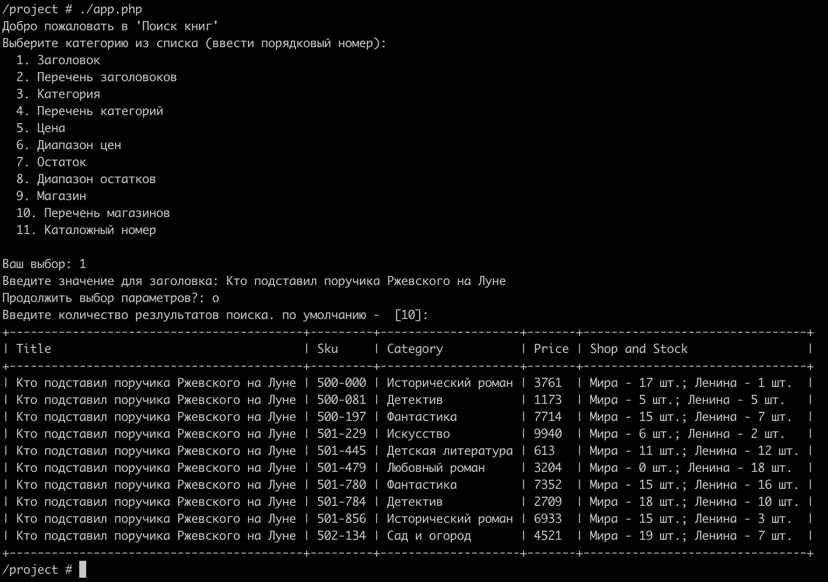 /project # ./app.php
Добро пожаловать в 'Поиск книг'
Выберите категорию из списка (ввести порядковый номер):
  1. Заголовок
  2. Перечень заголовоков
  3. Категория
  4. Перечень категорий
  5. Цена
  6. Диапазон цен
  7. Остаток
  8. Диапазон остатков
  9. Магазин
  10. Перечень магазинов
  11. Каталожный номер

Ваш выбор: 1
Введите значение для заголовка: Кто подставил поручика Ржевского на Луне
Продолжить выбор параметров?: o
Введите количество резлультатов поиска. по умолчанию -  [10]:
+------------------------------------------+---------+--------------------+-------+--------------------------------+
| Title                                    | Sku     | Category           | Price | Shop and Stock                 |
+------------------------------------------+---------+--------------------+-------+--------------------------------+
| Кто подставил поручика Ржевского на Луне | 500-000 | Исторический роман | 3761  | Мира - 17 шт.; Ленина - 1 шт.  |
| Кто подставил поручика Ржевского на Луне | 500-081 | Детектив           | 1173  | Мира - 5 шт.; Ленина - 5 шт.   |
| Кто подставил поручика Ржевского на Луне | 500-197 | Фантастика         | 7714  | Мира - 15 шт.; Ленина - 7 шт.  |
| Кто подставил поручика Ржевского на Луне | 501-229 | Искусство          | 9940  | Мира - 6 шт.; Ленина - 2 шт.   |
| Кто подставил поручика Ржевского на Луне | 501-445 | Детская литература | 613   | Мира - 11 шт.; Ленина - 12 шт. |
| Кто подставил поручика Ржевского на Луне | 501-479 | Любовный роман     | 3204  | Мира - 0 шт.; Ленина - 18 шт.  |
| Кто подставил поручика Ржевского на Луне | 501-780 | Фантастика         | 7352  | Мира - 15 шт.; Ленина - 16 шт. |
| Кто подставил поручика Ржевского на Луне | 501-784 | Детектив           | 2709  | Мира - 18 шт.; Ленина - 10 шт. |
| Кто подставил поручика Ржевского на Луне | 501-856 | Исторический роман | 6933  | Мира - 15 шт.; Ленина - 3 шт.  |
| Кто подставил поручика Ржевского на Луне | 502-134 | Сад и огород       | 4521  | Мира - 19 шт.; Ленина - 7 шт.  |
+------------------------------------------+---------+--------------------+-------+--------------------------------+
/project #